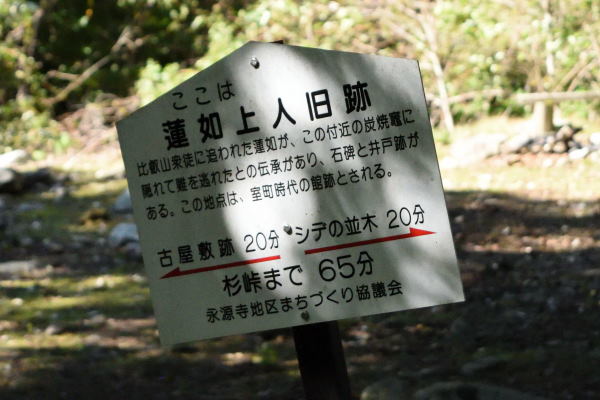 ここは
蓮如上人旧跡
比叡山衆徒に追われた蓮如が、この付近の炭焼竈に
隠れて難を逃れたとの伝承があり、石碑と井戸跡が
ある。この地点は、室町時代の館跡とされる。
古屋敷跡 20分 シデの並木 20分
杉峠まで 65分
永源寺地区まちづくり協議会